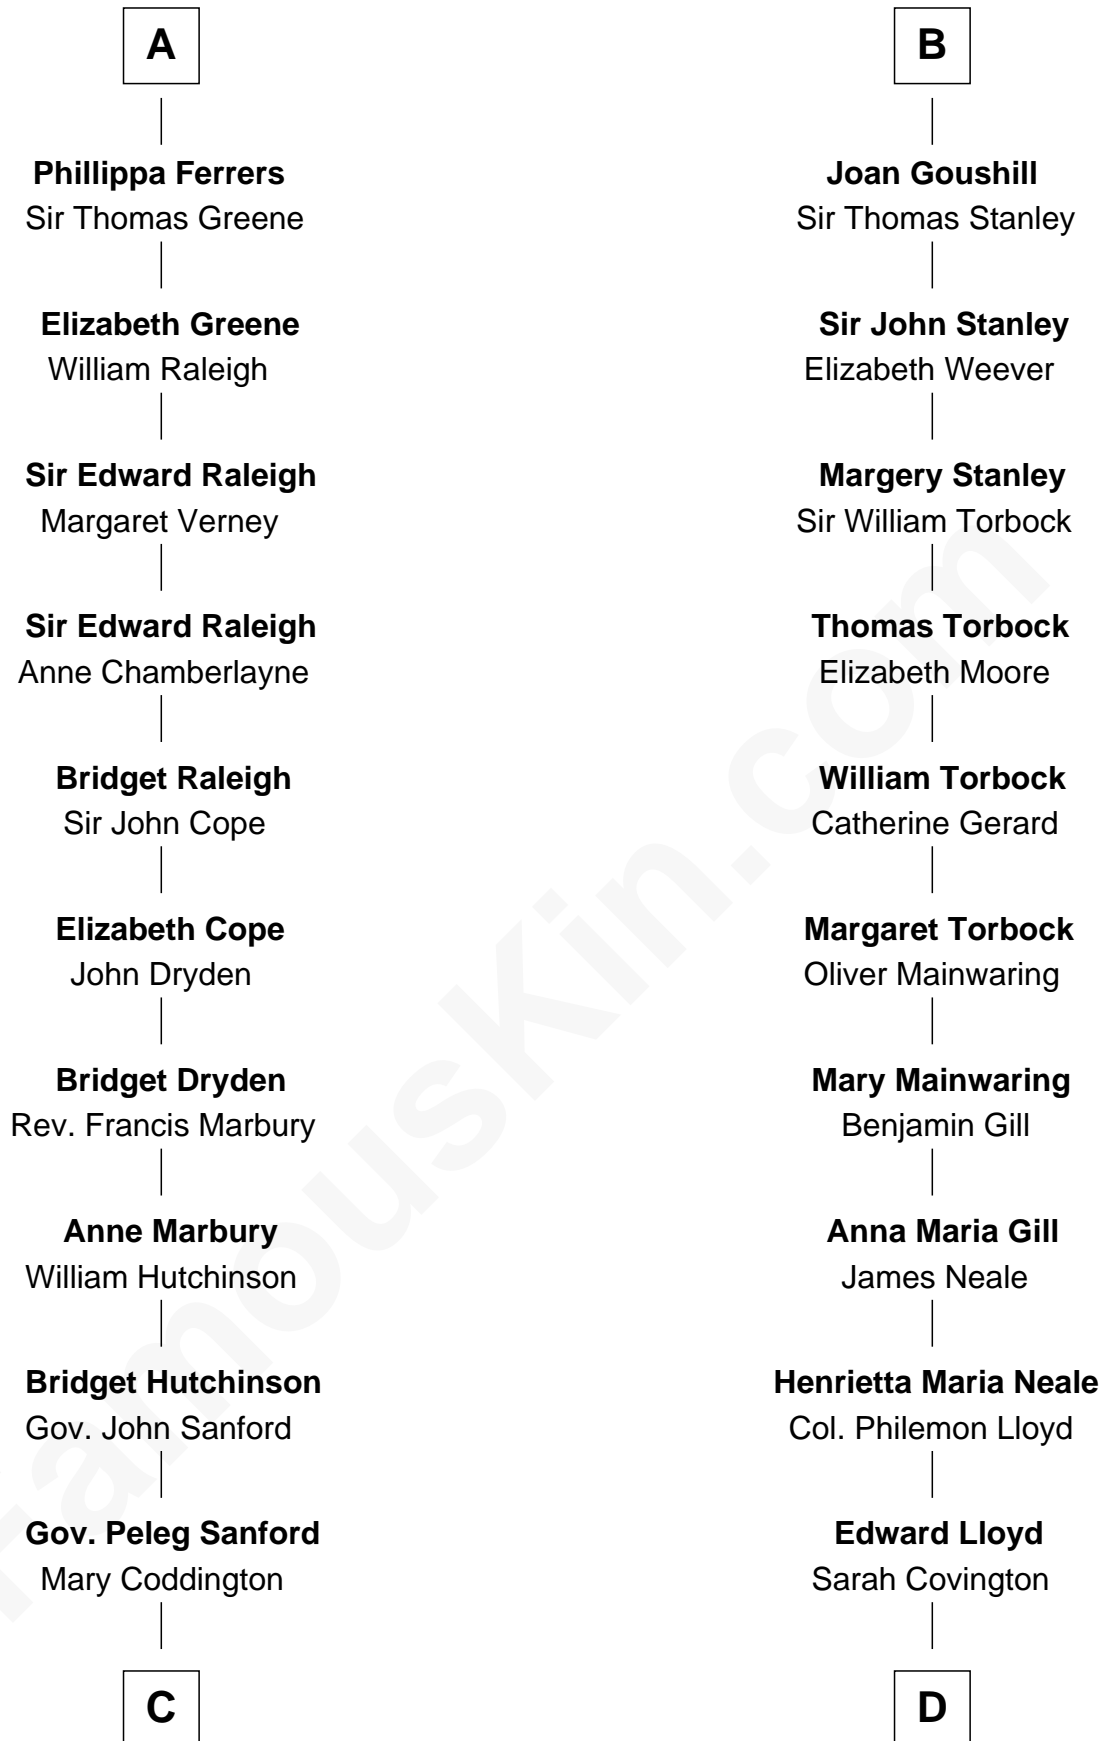 A
Phillippa Ferrers
Sir Thomas Greene
Elizabeth Greene
William Raleigh
Sir Edward Raleigh
Margaret Verney
Sir Edward Raleigh
Anne Chamberlayne
Bridget Raleigh
Sir John Cope
Elizabeth Cope
John Dryden
Bridget Dryden
Rev. Francis Marbury
Anne Marbury
William Hutchinson
Bridget Hutchinson
Gov. John Sanford
Gov. Peleg Sanford
Mary Coddington
C
B
Joan Goushill
Sir Thomas Stanley
Sir John Stanley
Elizabeth Weever
Margery Stanley
Sir William Torbock
Thomas Torbock
Elizabeth Moore
William Torbock
Catherine Gerard
Margaret Torbock
Oliver Mainwaring
Mary Mainwaring
Benjamin Gill
Anna Maria Gill
James Neale
Henrietta Maria Neale
Col. Philemon Lloyd
Edward Lloyd
Sarah Covington
D
FamousKin.com